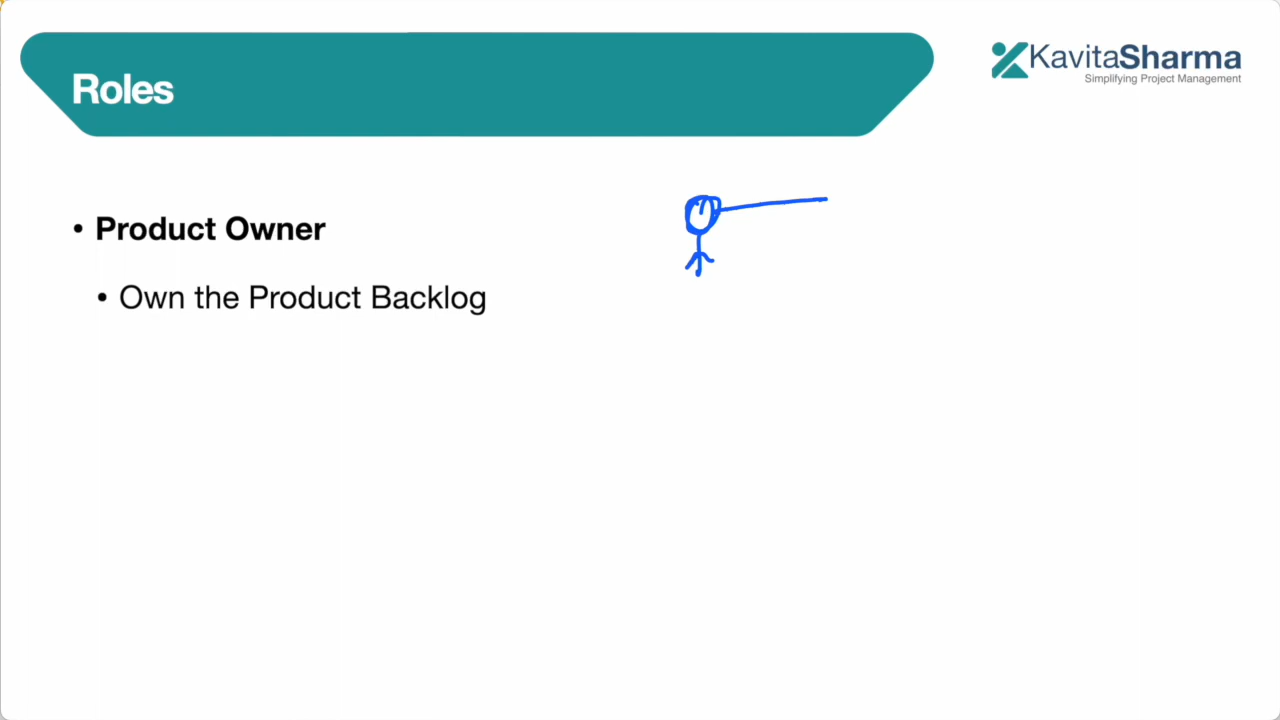 Roles
KavitaSharma
Simplifying Project Management
• Product Owner
• Own the Product Backlog